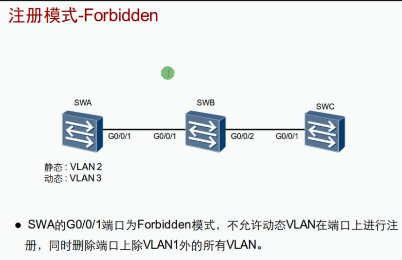 注册模式-Forbidden
SWA
SWB
SWC
G0/0/1
G0/0/1
G0/0/2
G0/0/1
静态 : VLAN 2
动态 : VLAN 3
● SWA的G0/0/1端口为Forbidden模式，不允许动态VLAN在端口上进行注
册，同时删除端口上除VLAN1外的所有VLAN。